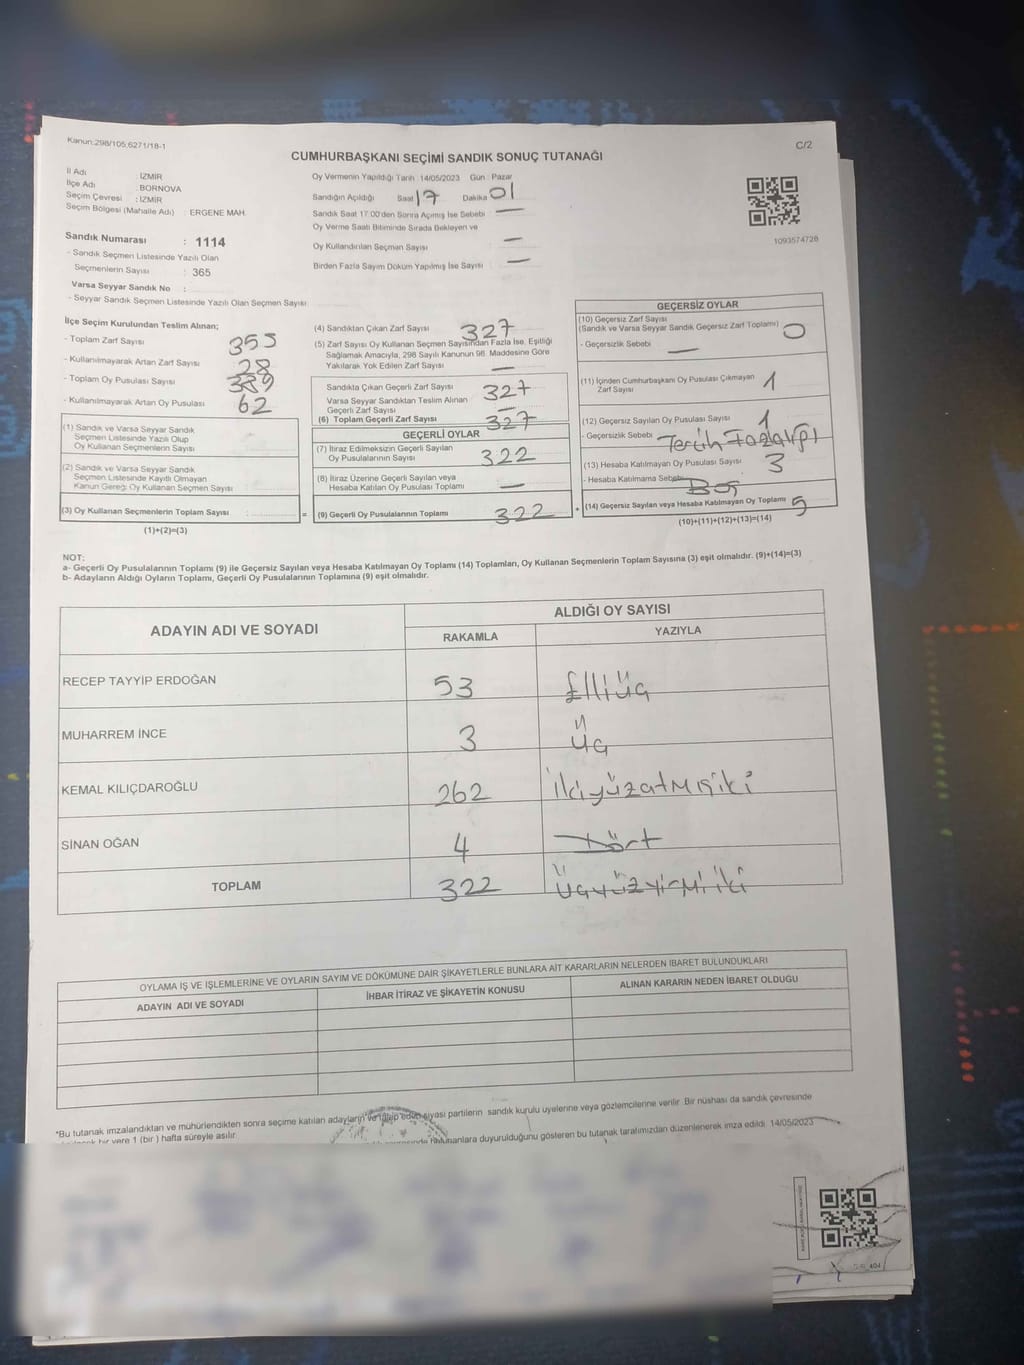 Kanun:298/105;6271/18-1
C/2
CUMHURBAŞKANI SEÇİMİ SANDIK SONUÇ TUTANAĞI
İl Adı : İZMİR
İlçe Adı : BORNOVA
Seçim Çevresi : İZMİR
Seçim Bölgesi (Mahalle Adı) : ERGENE MAH.
Sandık Numarası : 1114
- Sandık Seçmen Listesinde Yazılı Olan
Seçmenlerin Sayısı : 365
Varsa Seyyar Sandık No :
- Seyyar Sandık Seçmen Listesinde Yazılı Olan Seçmen Sayısı
Oy Vermenin Yapıldığı Tarih :14/05/2023 Gün : Pazar
Sandığın Açıldığı Saat 17 Dakika 01
Sandık Saat 17.00'den Sonra Açılmış İse Sebebi —
Oy Verme Saati Bitiminde Sırada Bekleyen ve
Oy Kullandırılan Seçmen Sayısı —
Birden Fazla Sayım Döküm Yapılmış İse Sayısı —
1093574728
İlçe Seçim Kurulundan Teslim Alınan;
- Toplam Zarf Sayısı 355
- Kullanılmayarak Artan Zarf Sayısı 28
- Toplam Oy Pusulası Sayısı 389
- Kullanılmayarak Artan Oy Pusulası 62
(1) Sandık ve Varsa Seyyar Sandık
Seçmen Listesinde Yazılı Olup
Oy Kullanan Seçmenlerin Sayısı
(2) Sandık ve Varsa Seyyar Sandık
Seçmen Listesinde Kayıtlı Olmayan
Kanun Gereği Oy Kullanan Seçmen Sayısı
(3) Oy Kullanan Seçmenlerin Toplam Sayısı :
(1)+(2)=(3)
(4) Sandıktan Çıkan Zarf Sayısı 327
(5) Zarf Sayısı Oy Kullanan Seçmen Sayısından Fazla İse, Eşitliği
Sağlamak Amacıyla, 298 Sayılı Kanunun 98. Maddesine Göre
Yakılarak Yok Edilen Zarf Sayısı —
Sandıkta Çıkan Geçerli Zarf Sayısı 327
Varsa Seyyar Sandıktan Teslim Alınan
Geçerli Zarf Sayısı —
(6) Toplam Geçerli Zarf Sayısı 327
GEÇERLİ OYLAR
(7) İtiraz Edilmeksizin Geçerli Sayılan
Oy Pusulalarının Sayısı 322
(8) İtiraz Üzerine Geçerli Sayılan veya
Hesaba Katılan Oy Pusulası Toplamı —
= (9) Geçerli Oy Pusulalarının Toplamı 322 +
GEÇERSİZ OYLAR
(10) Geçersiz Zarf Sayısı
(Sandık ve Varsa Seyyar Sandık Geçersiz Zarf Toplamı) 0
- Geçersizlik Sebebi —
(11) İçinden Cumhurbaşkanı Oy Pusulası Çıkmayan
Zarf Sayısı 1
(12) Geçersiz Sayılan Oy Pusulası Sayısı 1
- Geçersizlik Sebebi Tercih Fazlalığı
(13) Hesaba Katılmayan Oy Pusulası Sayısı 3
- Hesaba Katılmama Sebebi Boş
(14) Geçersiz Sayılan veya Hesaba Katılmayan Oy Toplamı 5
(10)+(11)+(12)+(13)=(14)
NOT:
a- Geçerli Oy Pusulalarının Toplamı (9) ile Geçersiz Sayılan veya Hesaba Katılmayan Oy Toplamı (14) Toplamları, Oy Kullanan Seçmenlerin Toplam Sayısına (3) eşit olmalıdır. (9)+(14)=(3)
b- Adayların Aldığı Oyların Toplamı, Geçerli Oy Pusulalarının Toplamına (9) eşit olmalıdır.
ADAYIN ADI VE SOYADI
ALDIĞI OY SAYISI
RAKAMLA YAZIYLA
RECEP TAYYİP ERDOĞAN 53 Elliüç
MUHARREM İNCE 3 Üç
KEMAL KILIÇDAROĞLU 262 İkiyüzatmışiki
SİNAN OĞAN 4 Dört
TOPLAM 322 Üçyüzyirmiiki
OYLAMA İŞ VE İŞLEMLERİNE VE OYLARIN SAYIM VE DÖKÜMÜNE DAİR ŞİKAYETLERLE BUNLARA AİT KARARLARIN NELERDEN İBARET BULUNDUKLARI
ADAYIN ADI VE SOYADI İHBAR İTİRAZ VE ŞİKAYETİN KONUSU ALINAN KARARIN NEDEN İBARET OLDUĞU
*Bu tutanak imzalandıktan ve mühürlendikten sonra seçime katılan adayların ve talep eden siyasi partilerin sandık kurulu üyelerine veya gözlemcilerine verilir. Bir nüshası da sandık çevresinde
bir yere 1 (bir ) hafta süreyle asılır.
duyurulduğunu gösteren bu tutanak tarafımızdan düzenlenerek imza edildi. 14/05/2023